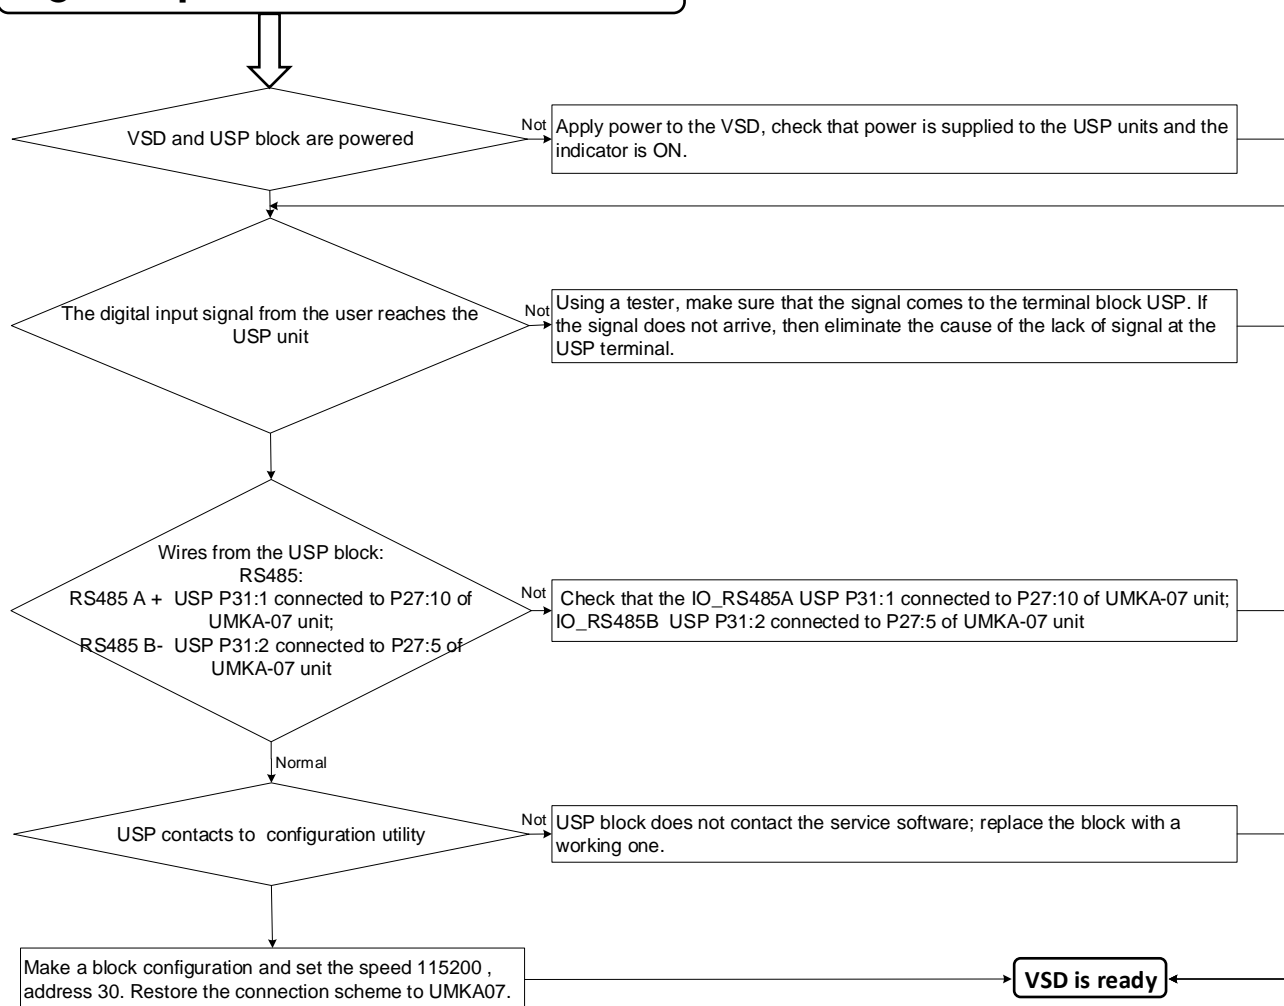 VSD and USP block are powered
Not
Apply power to the VSD, check that power is supplied to the USP units and the
indicator is ON.
The digital input signal from the user reaches the
USP unit
Not
Using a tester, make sure that the signal comes to the terminal block USP. If
the signal does not arrive, then eliminate the cause of the lack of signal at the
USP terminal.
Wires from the USP block:
RS485:
RS485 A + USP P31:1 connected to P27:10 of
UMKA-07 unit;
RS485 B- USP P31:2 connected to P27:5 of
UMKA-07 unit
Not
Check that the IO_RS485A USP P31:1 connected to P27:10 of UMKA-07 unit;
IO_RS485B USP P31:2 connected to P27:5 of UMKA-07 unit
Normal
USP contacts to configuration utility
Not
USP block does not contact the service software; replace the block with a
working one.
Make a block configuration and set the speed 115200 ,
address 30. Restore the connection scheme to UMKA07.
VSD is ready